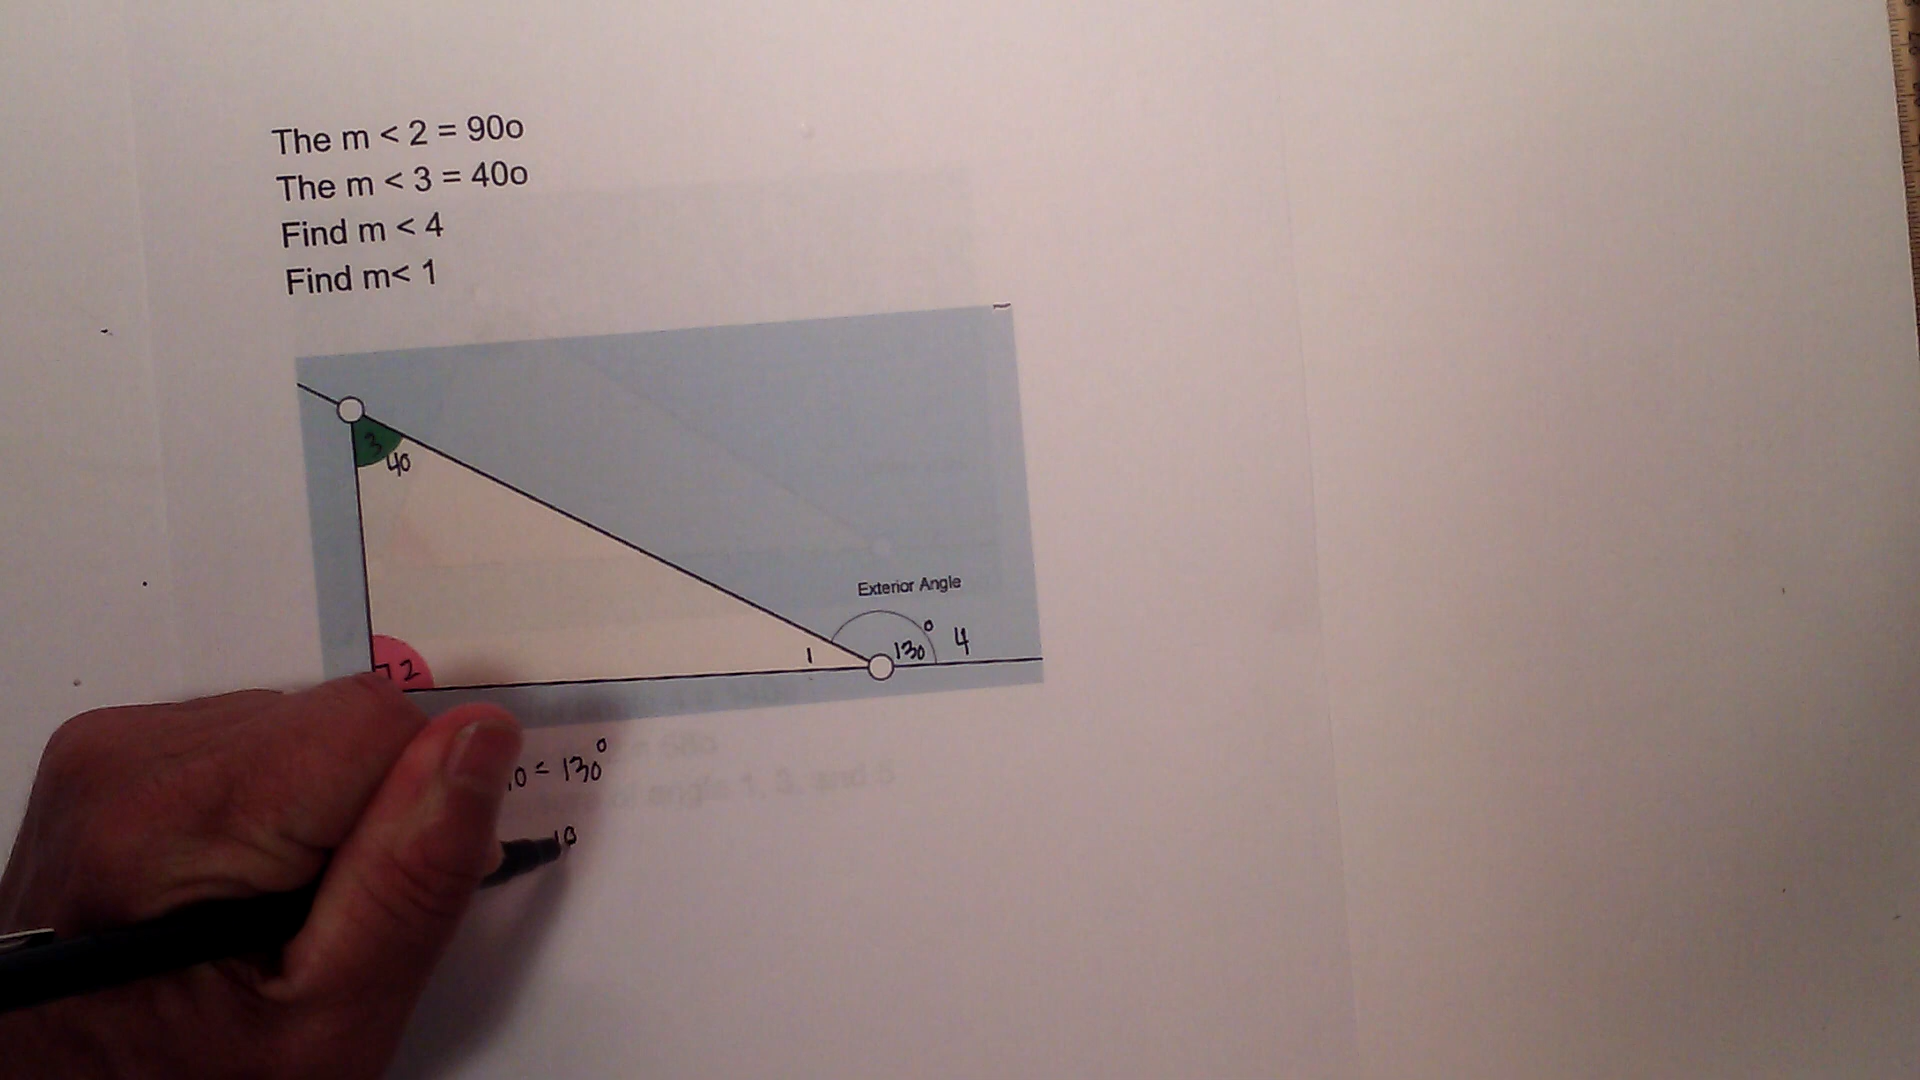 The m < 2 = 90o
The m < 3 = 40o
Find m < 4
Find m< 1
3
40
Exterior Angle
130° 4
1
2
0 = 130°